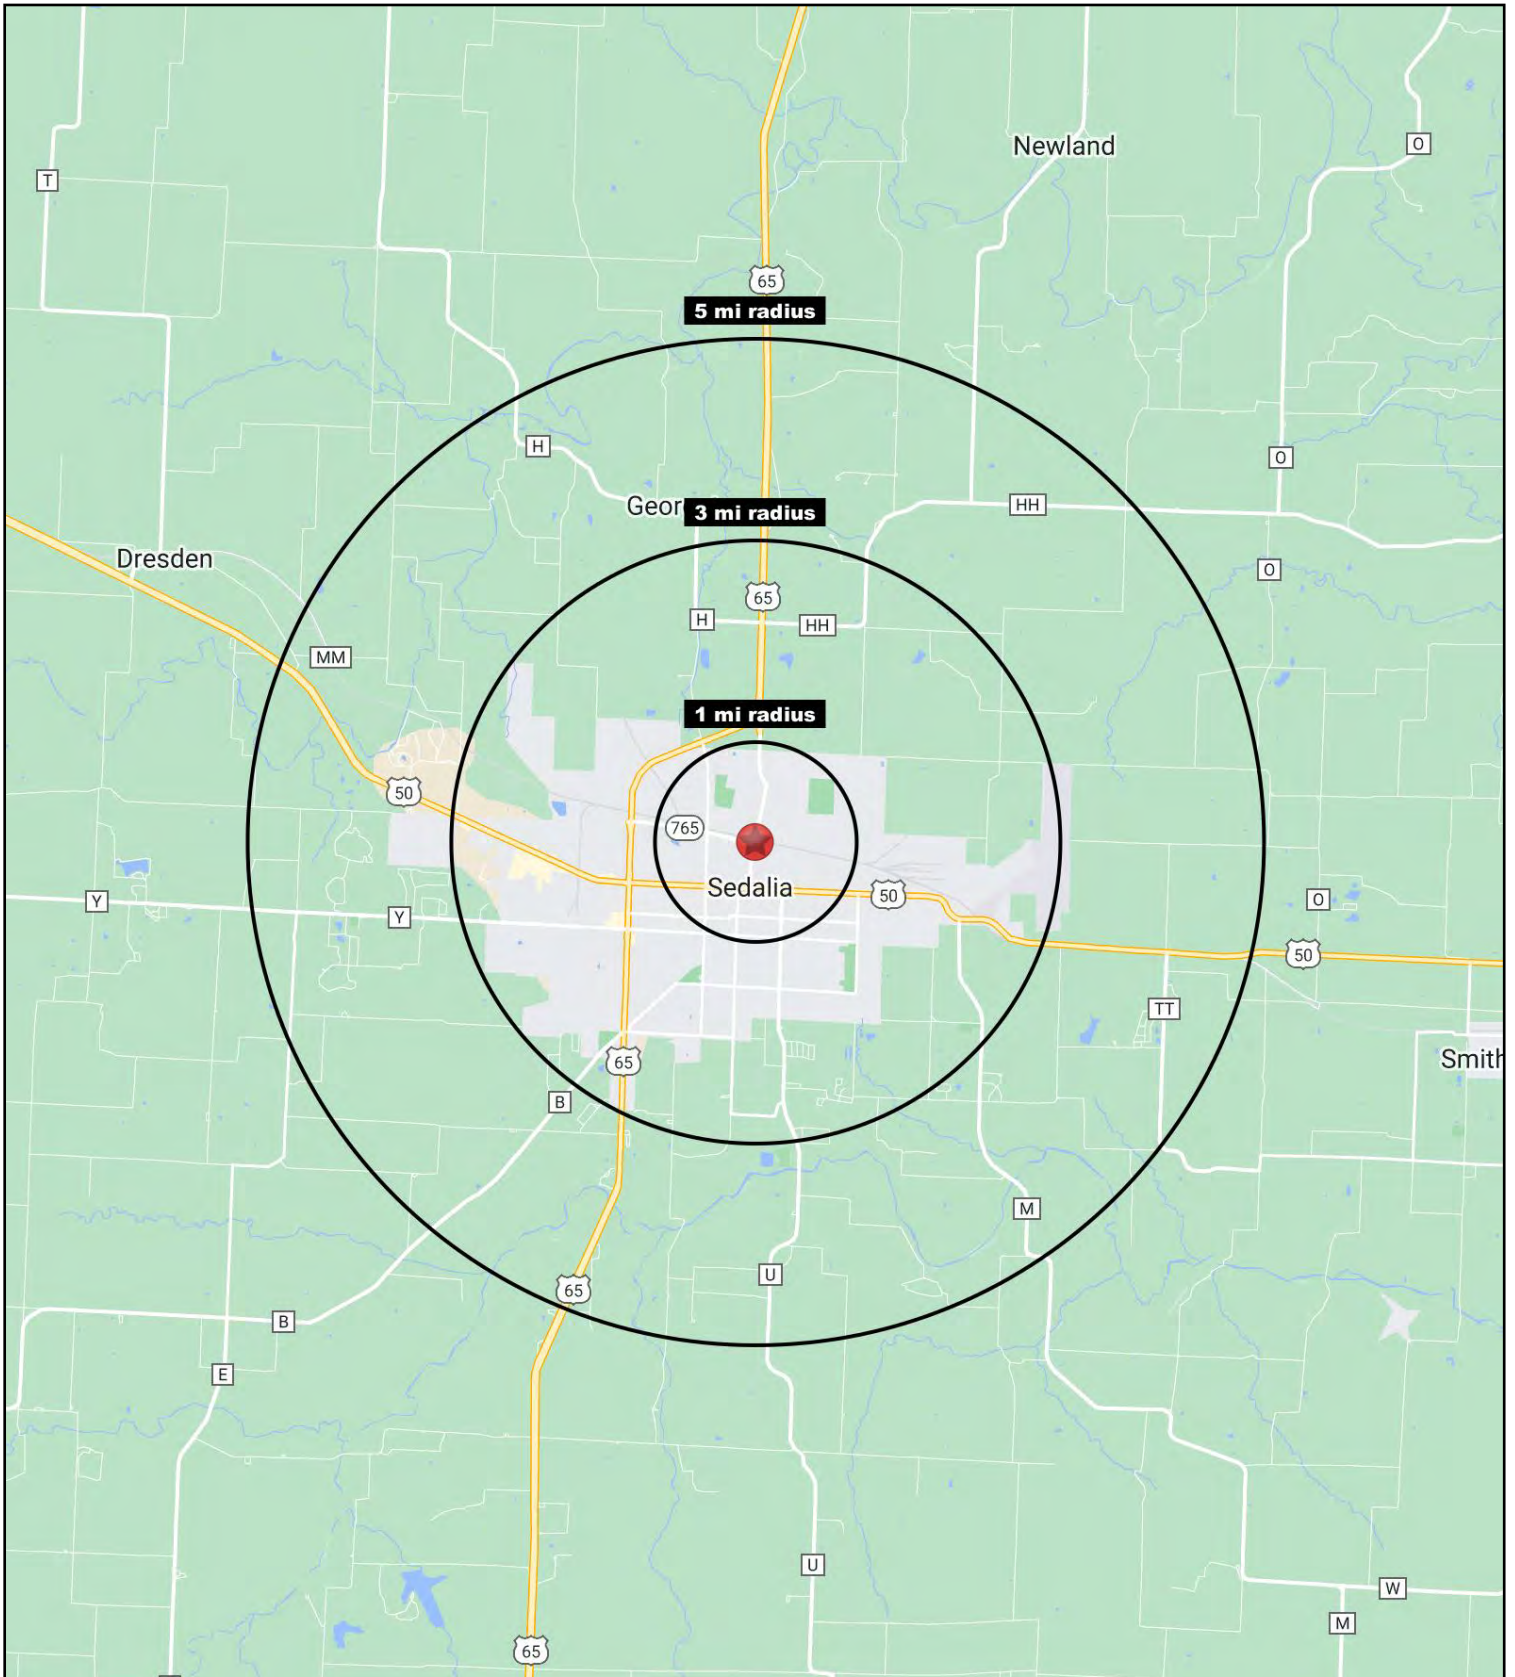 Newland
O
T
65
5 mi radius
H
O
Geor
3 mi radius
HH
Dresden
O
65
H
HH
MM
1 mi radius
50
765
Sedalia
50
O
Y
Y
50
TT
65
Smith
B
M
U
65
B
E
U
W
M
65